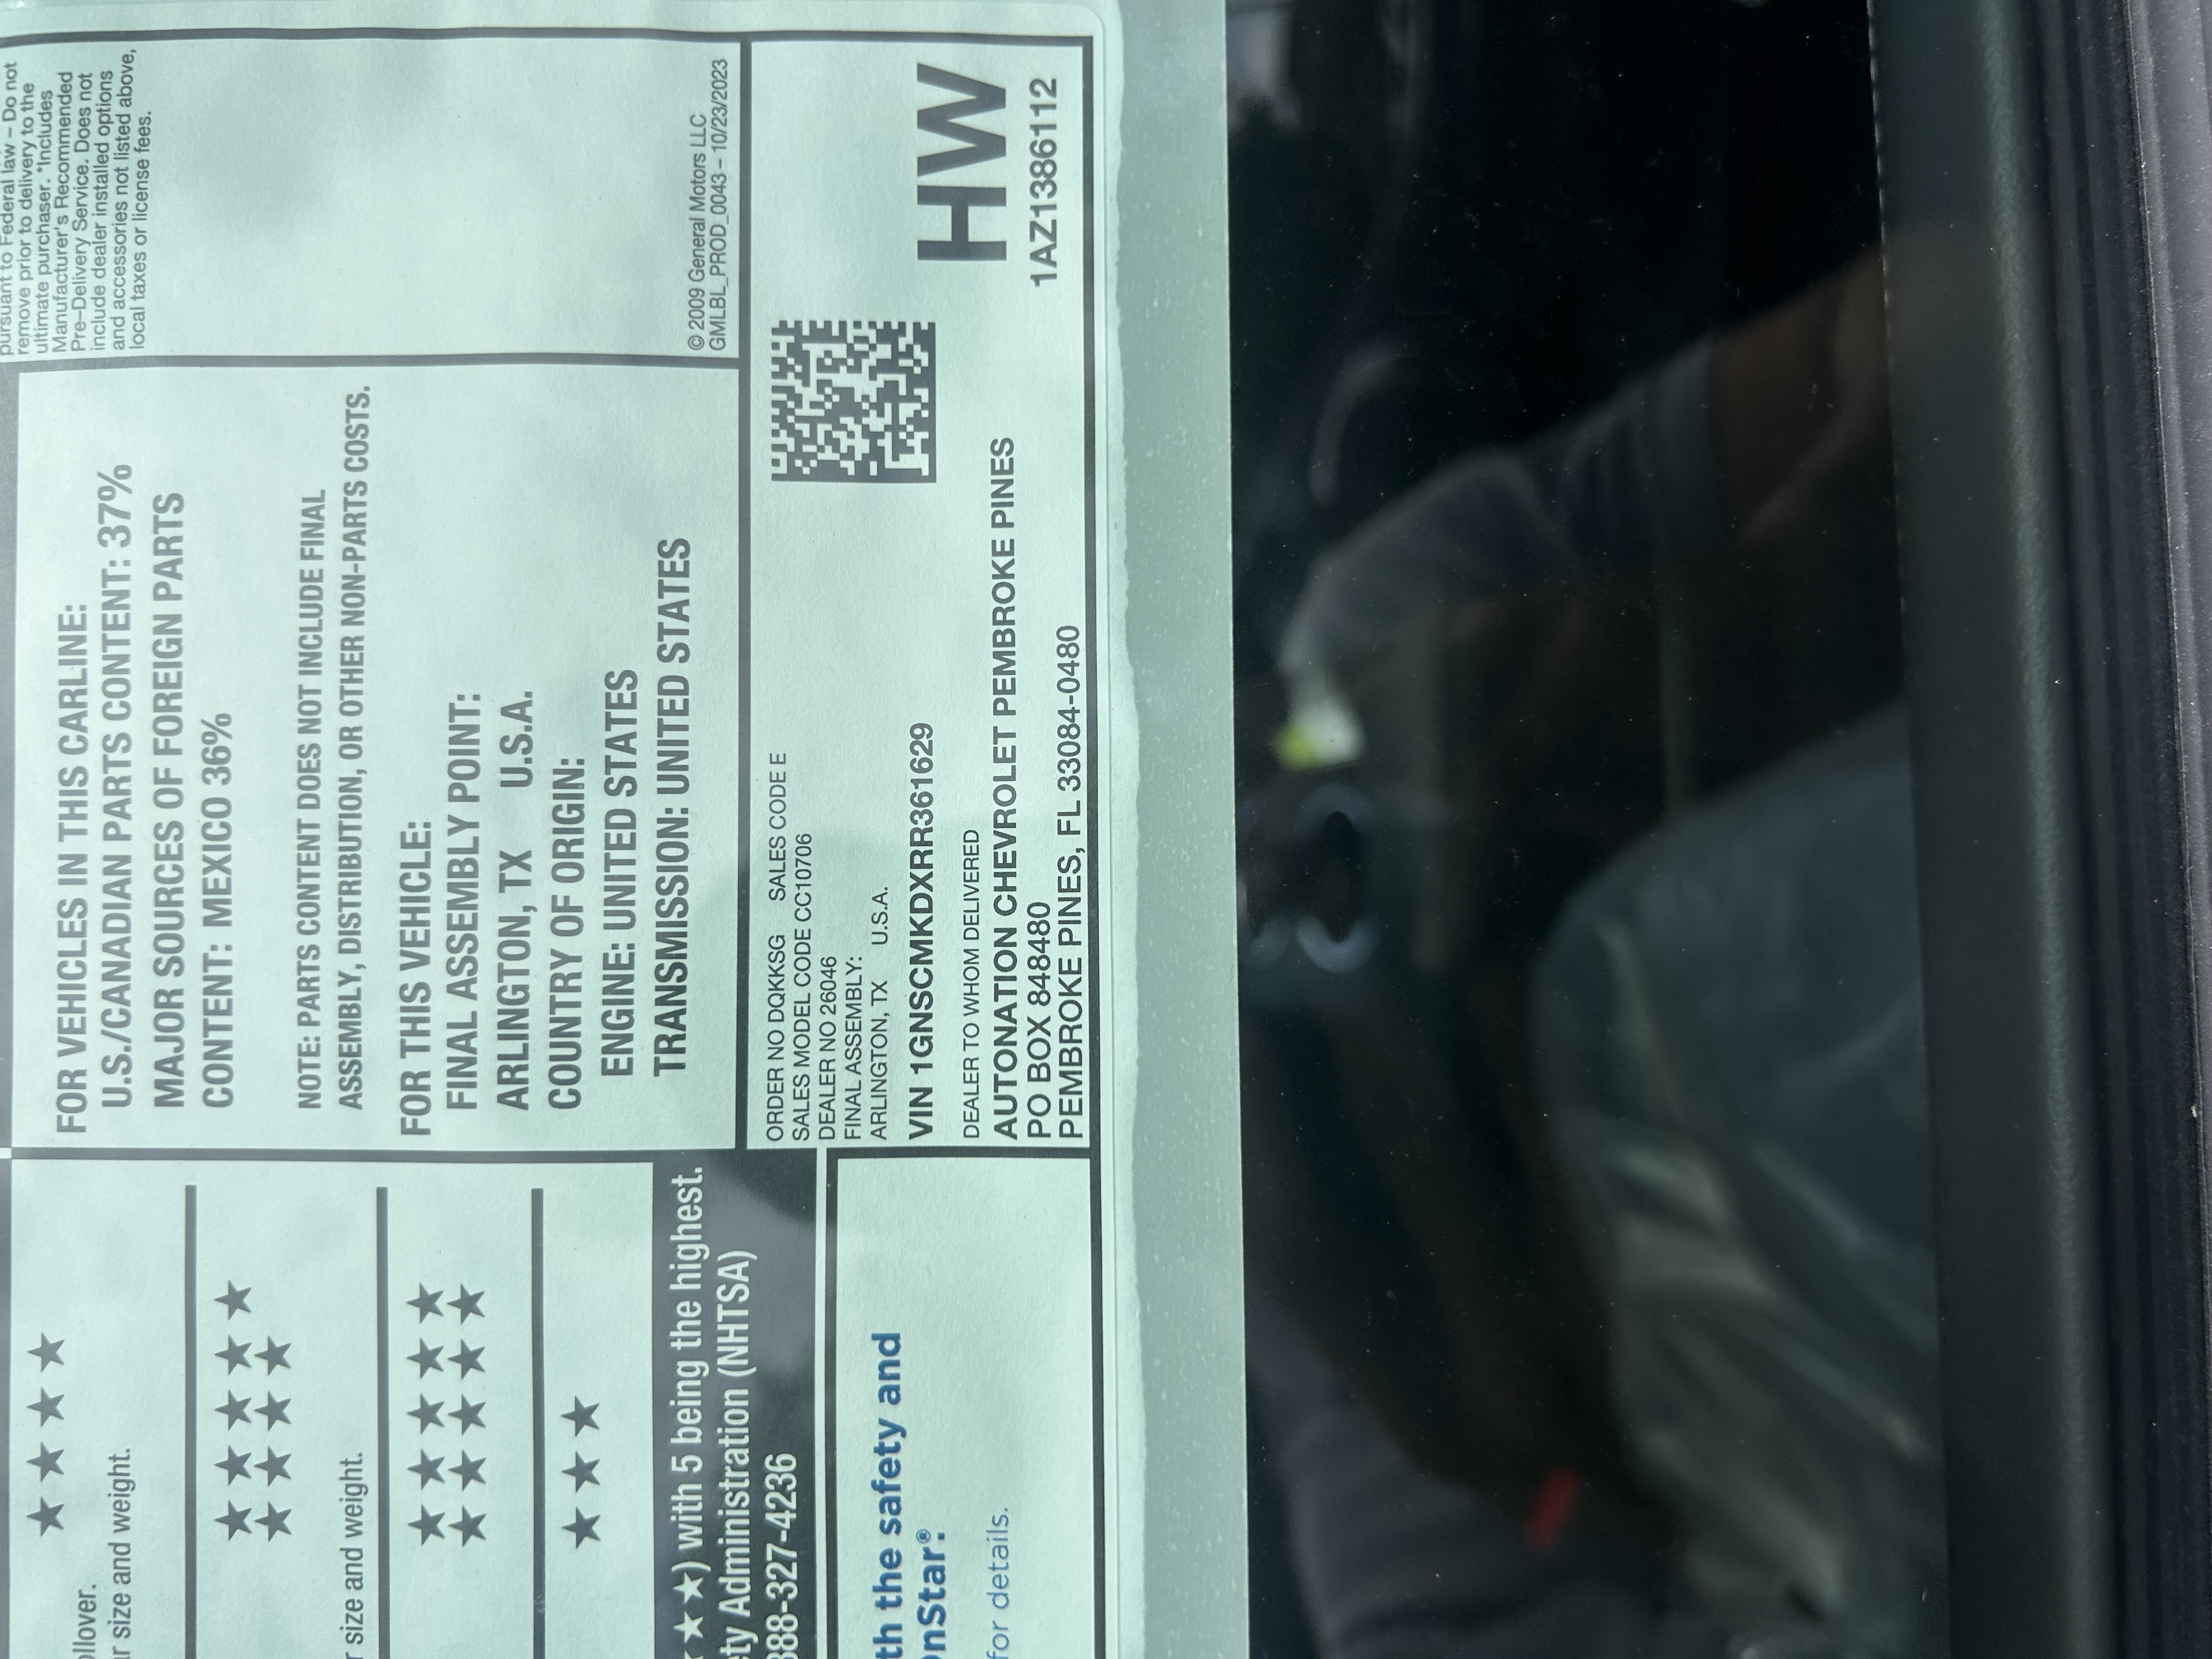 ★★★★
ollover.
r size and weight.
★★★★★
★★★★
r size and weight.
★★★★★
★★★★★
★★★
★★★) with 5 being the highest.
ty Administration (NHTSA)
888-327-4236
th the safety and
OnStar®.
for details.
FOR VEHICLES IN THIS CARLINE:
U.S./CANADIAN PARTS CONTENT: 37%
MAJOR SOURCES OF FOREIGN PARTS
CONTENT: MEXICO 36%
NOTE: PARTS CONTENT DOES NOT INCLUDE FINAL
ASSEMBLY, DISTRIBUTION, OR OTHER NON-PARTS COSTS.
FOR THIS VEHICLE:
FINAL ASSEMBLY POINT:
ARLINGTON, TX U.S.A.
COUNTRY OF ORIGIN:
ENGINE: UNITED STATES
TRANSMISSION: UNITED STATES
pursuant to Federal law – Do not
remove prior to delivery to the
ultimate purchaser. *Includes
Manufacturer's Recommended
Pre–Delivery Service. Does not
include dealer installed options
and accessories not listed above,
local taxes or license fees.
© 2009 General Motors LLC
GMLBL_PROD_0043 - 10/23/2023
ORDER NO DQKKSG SALES CODE E
SALES MODEL CODE CC10706
DEALER NO 26046
FINAL ASSEMBLY:
ARLINGTON, TX U.S.A.
VIN 1GNSCMKDXRR361629
DEALER TO WHOM DELIVERED
AUTONATION CHEVROLET PEMBROKE PINES
PO BOX 848480
PEMBROKE PINES, FL 33084-0480
HW
1AZ1386112